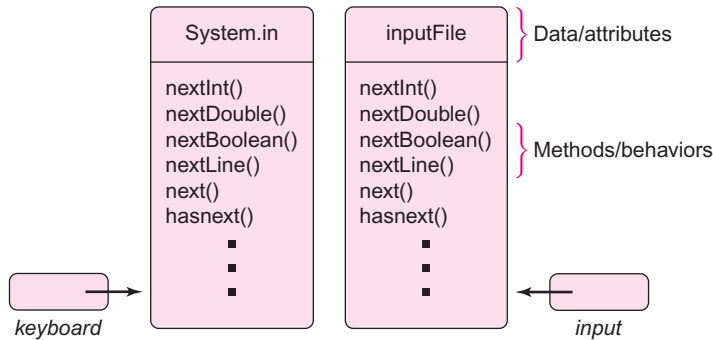 System.in
nextInt()
nextDouble()
nextBoolean()
nextLine()
next()
hasnext()
inputFile
nextInt()
nextDouble()
nextBoolean()
nextLine()
next()
hasnext()
Data/attributes
Methods/behaviors
keyboard
input